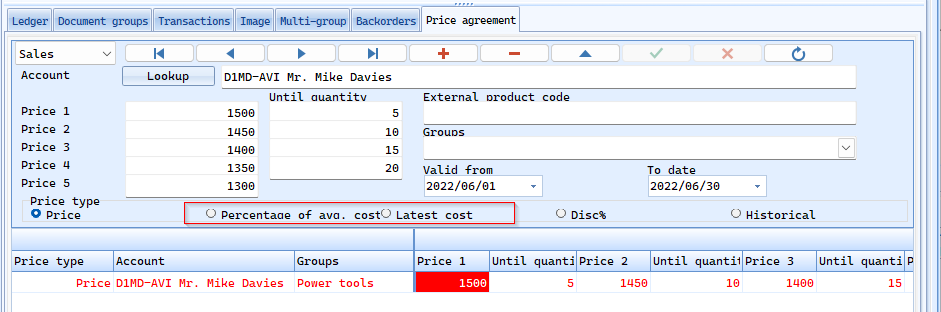 Ledger Document groups Transactions Image Multi-group Backorders Price agreement
Sales
Account Lookup D1MD-AVI Mr. Mike Davies
Until quantity External product code
Price 1 1500 5
Price 2 1450 10 Groups
Price 3 1400 15
Price 4 1350 20 Valid from To date
Price 5 1300 2022/06/01 2022/06/30
Price type
Price Percentage of avg. cost Latest cost Disc% Historical
Price type Account Groups Price 1 Until quanti Price 2 Until quanti Price 3 Until quanti P
Price D1MD-AVI Mr. Mike Davies Power tools 1500 5 1450 10 1400 15